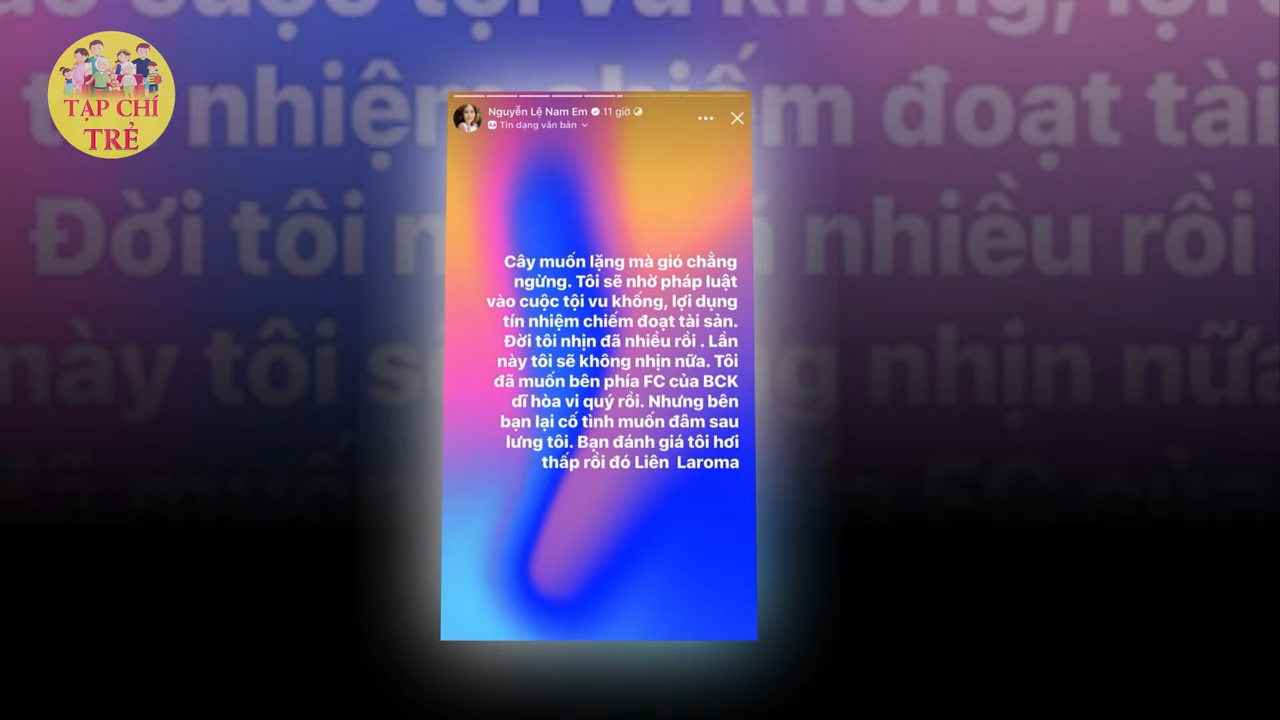 TẠP CHÍ
TRẺ
Nguyễn Lệ Nam Em 11 giờ
Aa Tin dạng văn bản
Cây muốn lặng mà gió chẳng
ngừng. Tôi sẽ nhờ pháp luật
vào cuộc tội vu khống, lợi dụng
tín nhiệm chiếm đoạt tài sản.
Đời tôi nhịn đã nhiều rồi . Lần
này tôi sẽ không nhịn nữa. Tôi
đã muốn bên phía FC của BCK
dĩ hòa vi quý rồi. Nhưng bên
bạn lại cố tình muốn đâm sau
lưng tôi. Bạn đánh giá tôi hơi
thấp rồi đó Liên Laroma